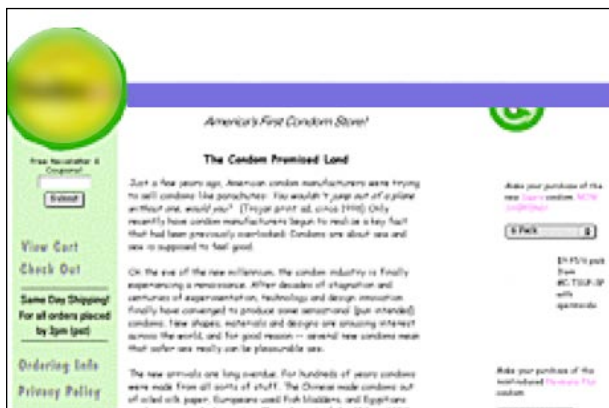 America's First Condom Store!
Free Newsletter &
Coupons!
Submit
View Cart
Check Out
Same Day Shipping!
For all orders placed
by 3pm (pst)
Ordering Info
Privacy Policy
The Condom Promised Land
Just a few years ago, American condom manufacturers were trying
to sell condoms like parachutes: You wouldn't jump out of a plane
without one, would you? (Trojan print ad, circa 1990) Only
recently have condom manufacturers begun to realize a key fact
that had been previously overlooked: Condoms are about sex and
sex is supposed to feel good.
On the eve of the new millennium, the condom industry is finally
experiencing a renaissance. After decades of stagnation and
centuries of experimentation, technology and design innovation
finally have converged to produce some sensational (pun intended)
condoms. New shapes, materials and designs are arousing interest
across the world, and for good reason -- several new condoms mean
that safer sex really can be pleasurable sex.
The new arrivals are long overdue. For hundreds of years condoms
were made from all sorts of stuff. The Chinese made condoms out
of oiled silk paper, Europeans used fish bladders, and Egyptians
Make your purchase of the
new condom
6 Pack
with
spermicide
Make your purchase of the
condom